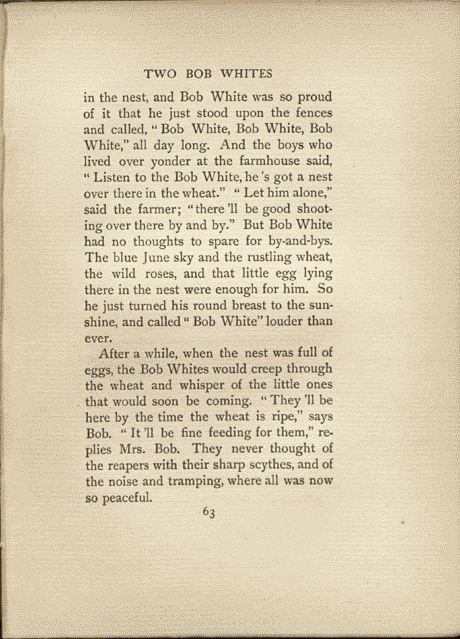 TWO BOB WHITES
in the nest, and Bob White was so proud
of it that he just stood upon the fences
and called, “ Bob White, Bob White, Bob
White,” all day long. And the boys who
lived over yonder at the farmhouse said,
“ Listen to the Bob White, he ’s got a nest
over there in the wheat.” “ Let him alone,”
said the farmer; “there ’ll be good shoot-
ing over there by and by.” But Bob White
had no thoughts to spare for by-and-bys.
The blue June sky and the rustling wheat,
the wild roses, and that little egg lying
there in the nest were enough for him. So
he just turned his round breast to the sun-
shine, and called “ Bob White” louder than
ever.
After a while, when the nest was full of
eggs, the Bob Whites would creep through
the wheat and whisper of the little ones
that would soon be coming. “ They ’ll be
here by the time the wheat is ripe,” says
Bob. “ It ’ll be fine feeding for them,” re-
plies Mrs. Bob. They never thought of
the reapers with their sharp scythes, and of
the noise and tramping, where all was now
so peaceful.
63